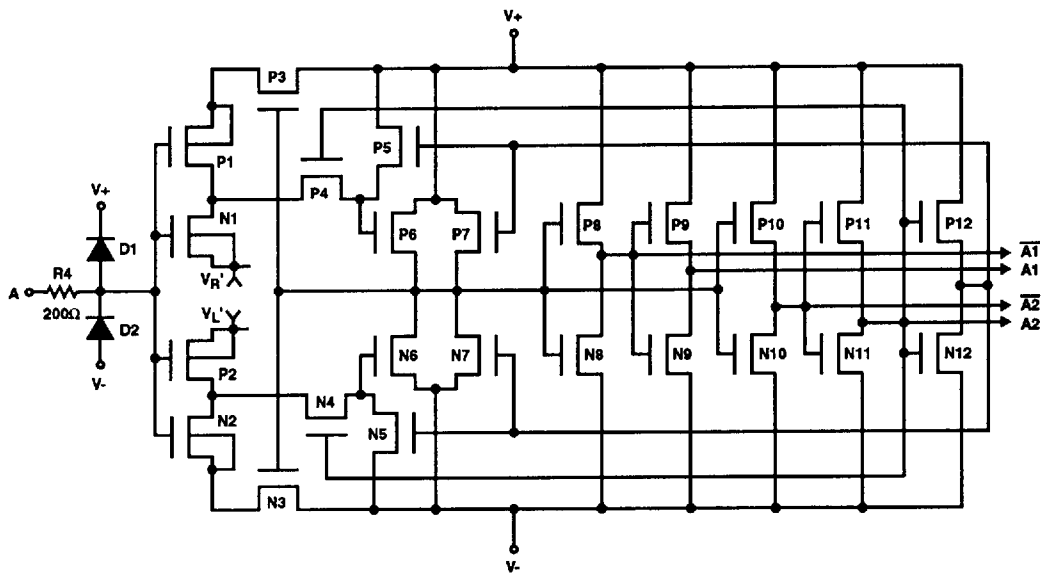 V+
P3
P5
P1
P4
V+
N1
P6
P7
P8
P9
P10
P11
P12
D1
A1
R4
VR'
A1
A
200Ω
D2
VL'
A2
A2
V-
P2
N6
N7
N8
N9
N10
N11
N12
N4
N2
N5
N3
V-